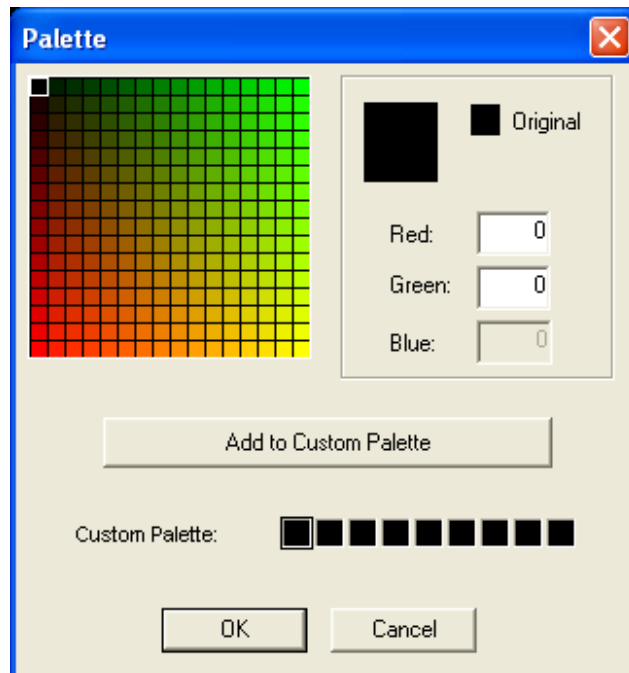 Palette
Original
Red: 0
Green: 0
Blue: 0
Add to Custom Palette
Custom Palette:
OK Cancel